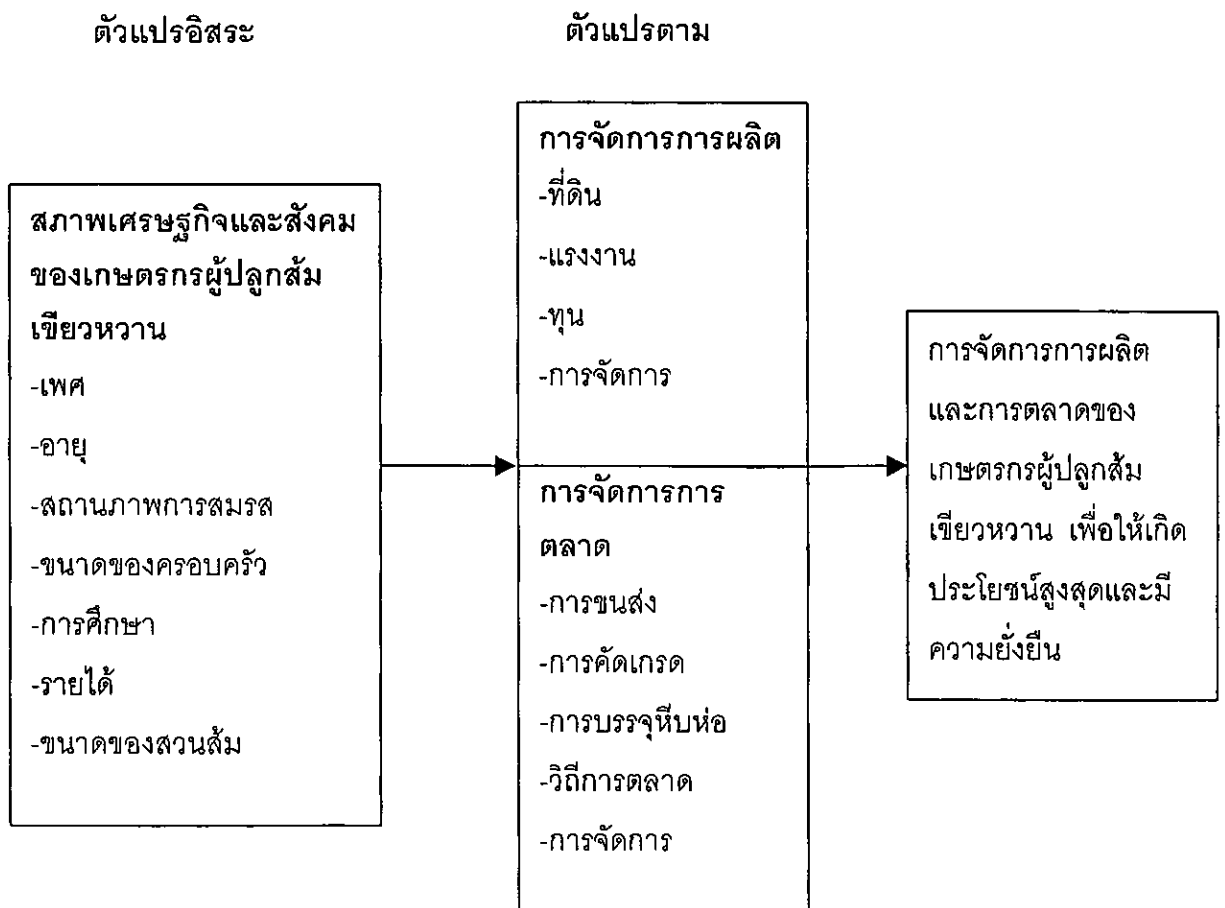 ตัวแปรอิสระ
ตัวแปรตาม
สภาพเศรษฐกิจและสังคม
ของเกษตรกรผู้ปลูกส้ม
เขียวหวาน
-เพศ
-อายุ
-สถานภาพการสมรส
-ขนาดของครอบครัว
-การศึกษา
-รายได้
-ขนาดของสวนส้ม
การจัดการการผลิต
-ที่ดิน
-แรงงาน
-ทุน
-การจัดการ
การจัดการการ
ตลาด
-การขนส่ง
-การคัดเกรด
-การบรรจุหีบห่อ
-วิถีการตลาด
-การจัดการ
การจัดการการผลิต
และการตลาดของ
เกษตรกรผู้ปลูกส้ม
เขียวหวาน เพื่อให้เกิด
ประโยชน์สูงสุดและมี
ความยั่งยืน